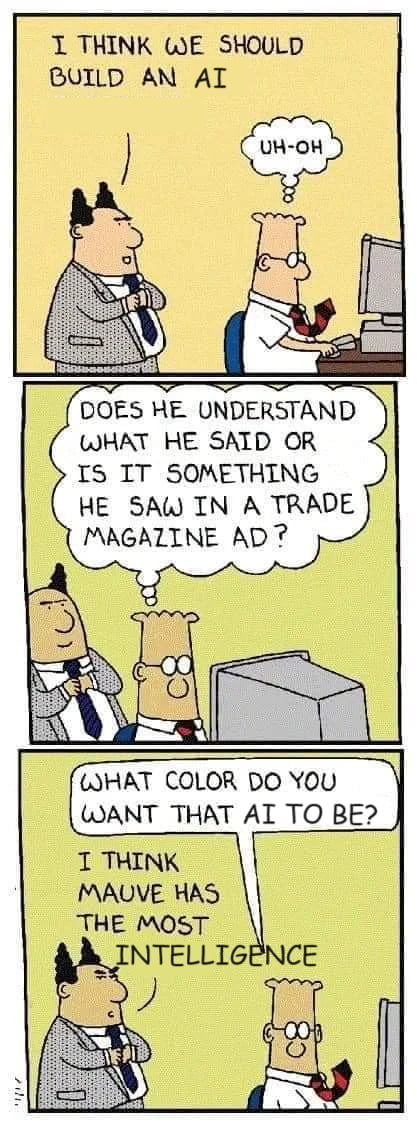 I THINK WE SHOULD
BUILD AN AI
UH-OH
DOES HE UNDERSTAND
WHAT HE SAID OR
IS IT SOMETHING
HE SAW IN A TRADE
MAGAZINE AD?
WHAT COLOR DO YOU
WANT THAT AI TO BE?
I THINK
MAUVE HAS
THE MOST
INTELLIGENCE